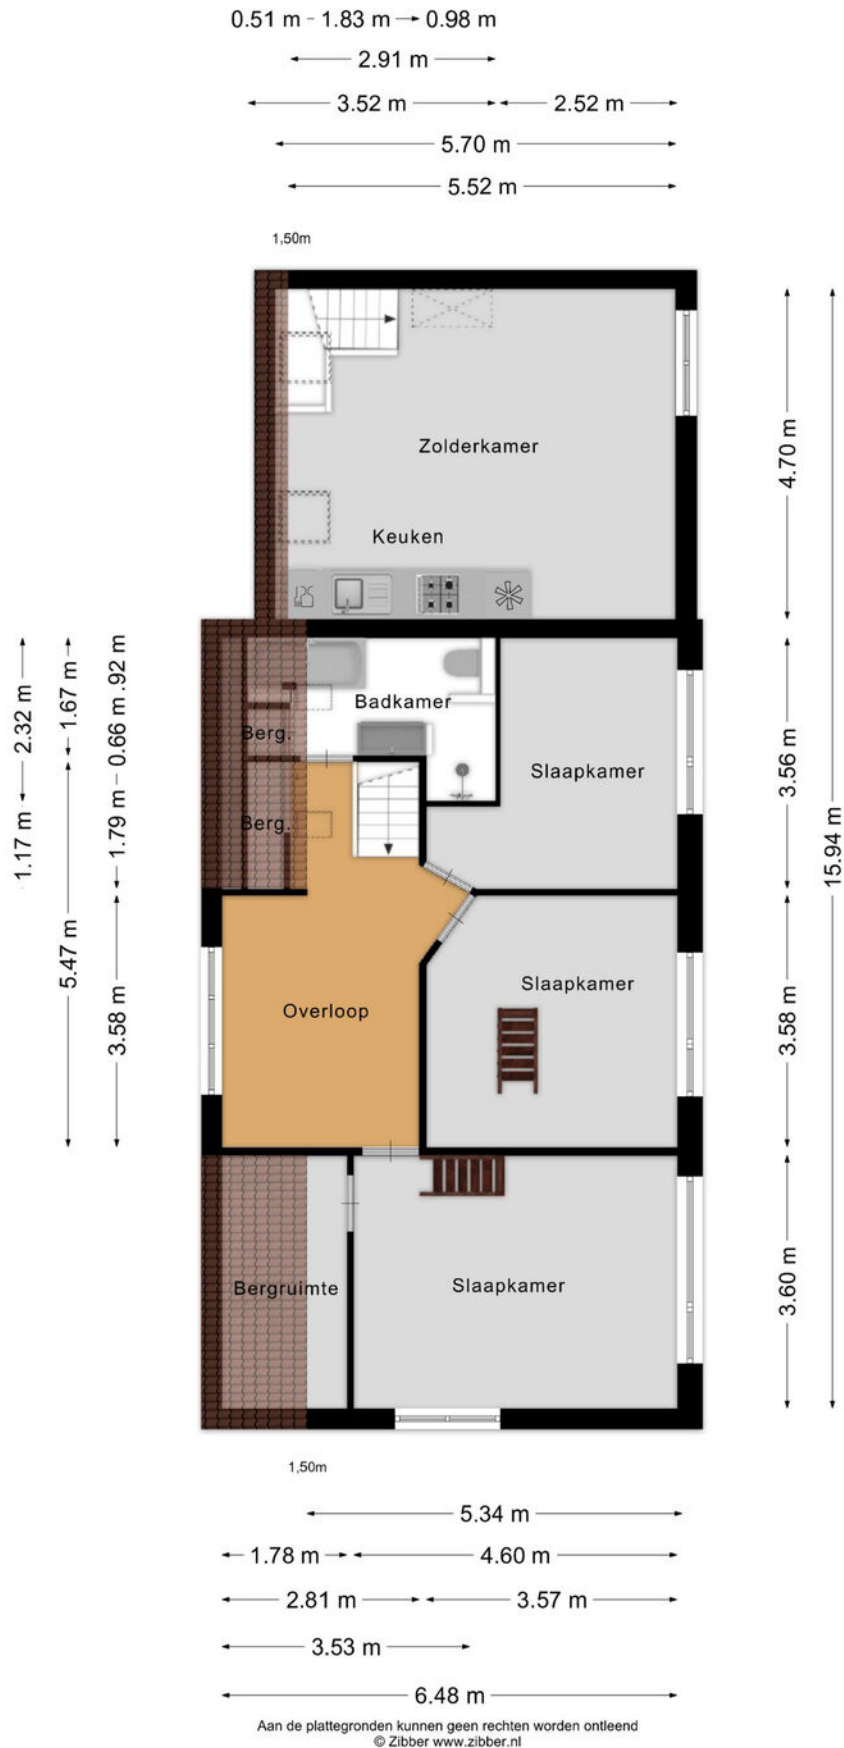 0.51 m 1.83 m 0.98 m
2.91 m
3.52 m 2.52 m
5.70 m
5.52 m
1,50m
Zolderkamer
4.70 m
Keuken
2.32 m
1.67 m
0.66 m .92 m
Badkamer
Berg.
Slaapkamer
3.56 m
Berg.
1.17 m
1.79 m
15.94 m
5.47 m
3.58 m
Overloop
Slaapkamer
3.58 m
Bergruimte
Slaapkamer
3.60 m
1,50m
5.34 m
1.78 m 4.60 m
2.81 m 3.57 m
3.53 m
6.48 m
Aan de plattegronden kunnen geen rechten worden ontleend
© Zibber www.zibber.nl